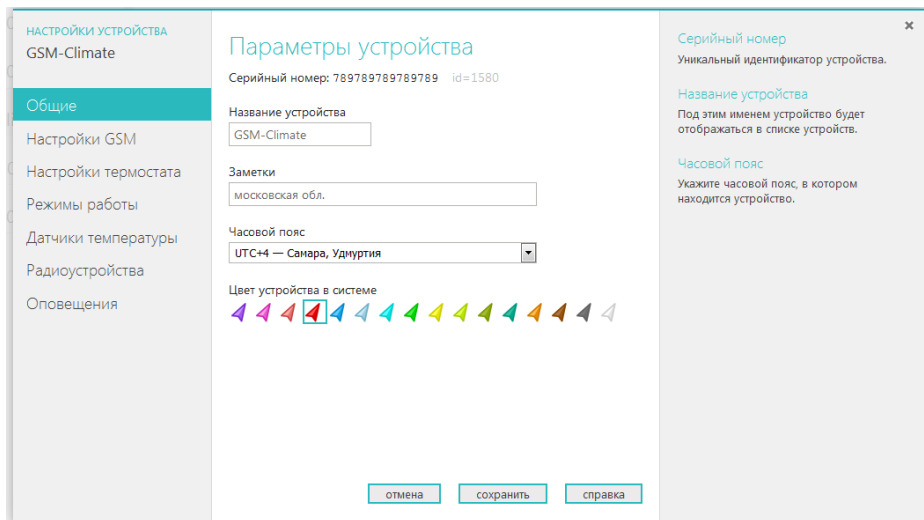 НАСТРОЙКИ УСТРОЙСТВА
GSM-Climate
Общие
Настройки GSM
Настройки термостата
Режимы работы
Датчики температуры
Радиоустройства
Оповещения
Параметры устройства
Серийный номер: 789789789789789 id=1580
Название устройства
GSM-Climate
Заметки
московская обл.
Часовой пояс
UTC+4 — Самара, Удмуртия
Цвет устройства в системе
отмена
сохранить
справка
Серийный номер
Уникальный идентификатор устройства.
Название устройства
Под этим именем устройство будет
отображаться в списке устройств.
Часовой пояс
Укажите часовой пояс, в котором
находится устройство.